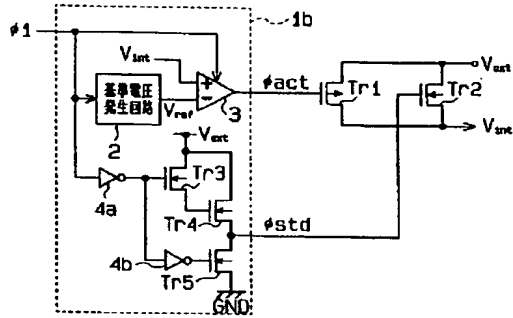 φ1
1b
Vint
Vext
基準電圧
発生回路
Vref
+
−
3
φact
Tr1
Tr2
2
Vint
Vext
4a
Tr3
Tr4
φstd
4b
Tr5
GND